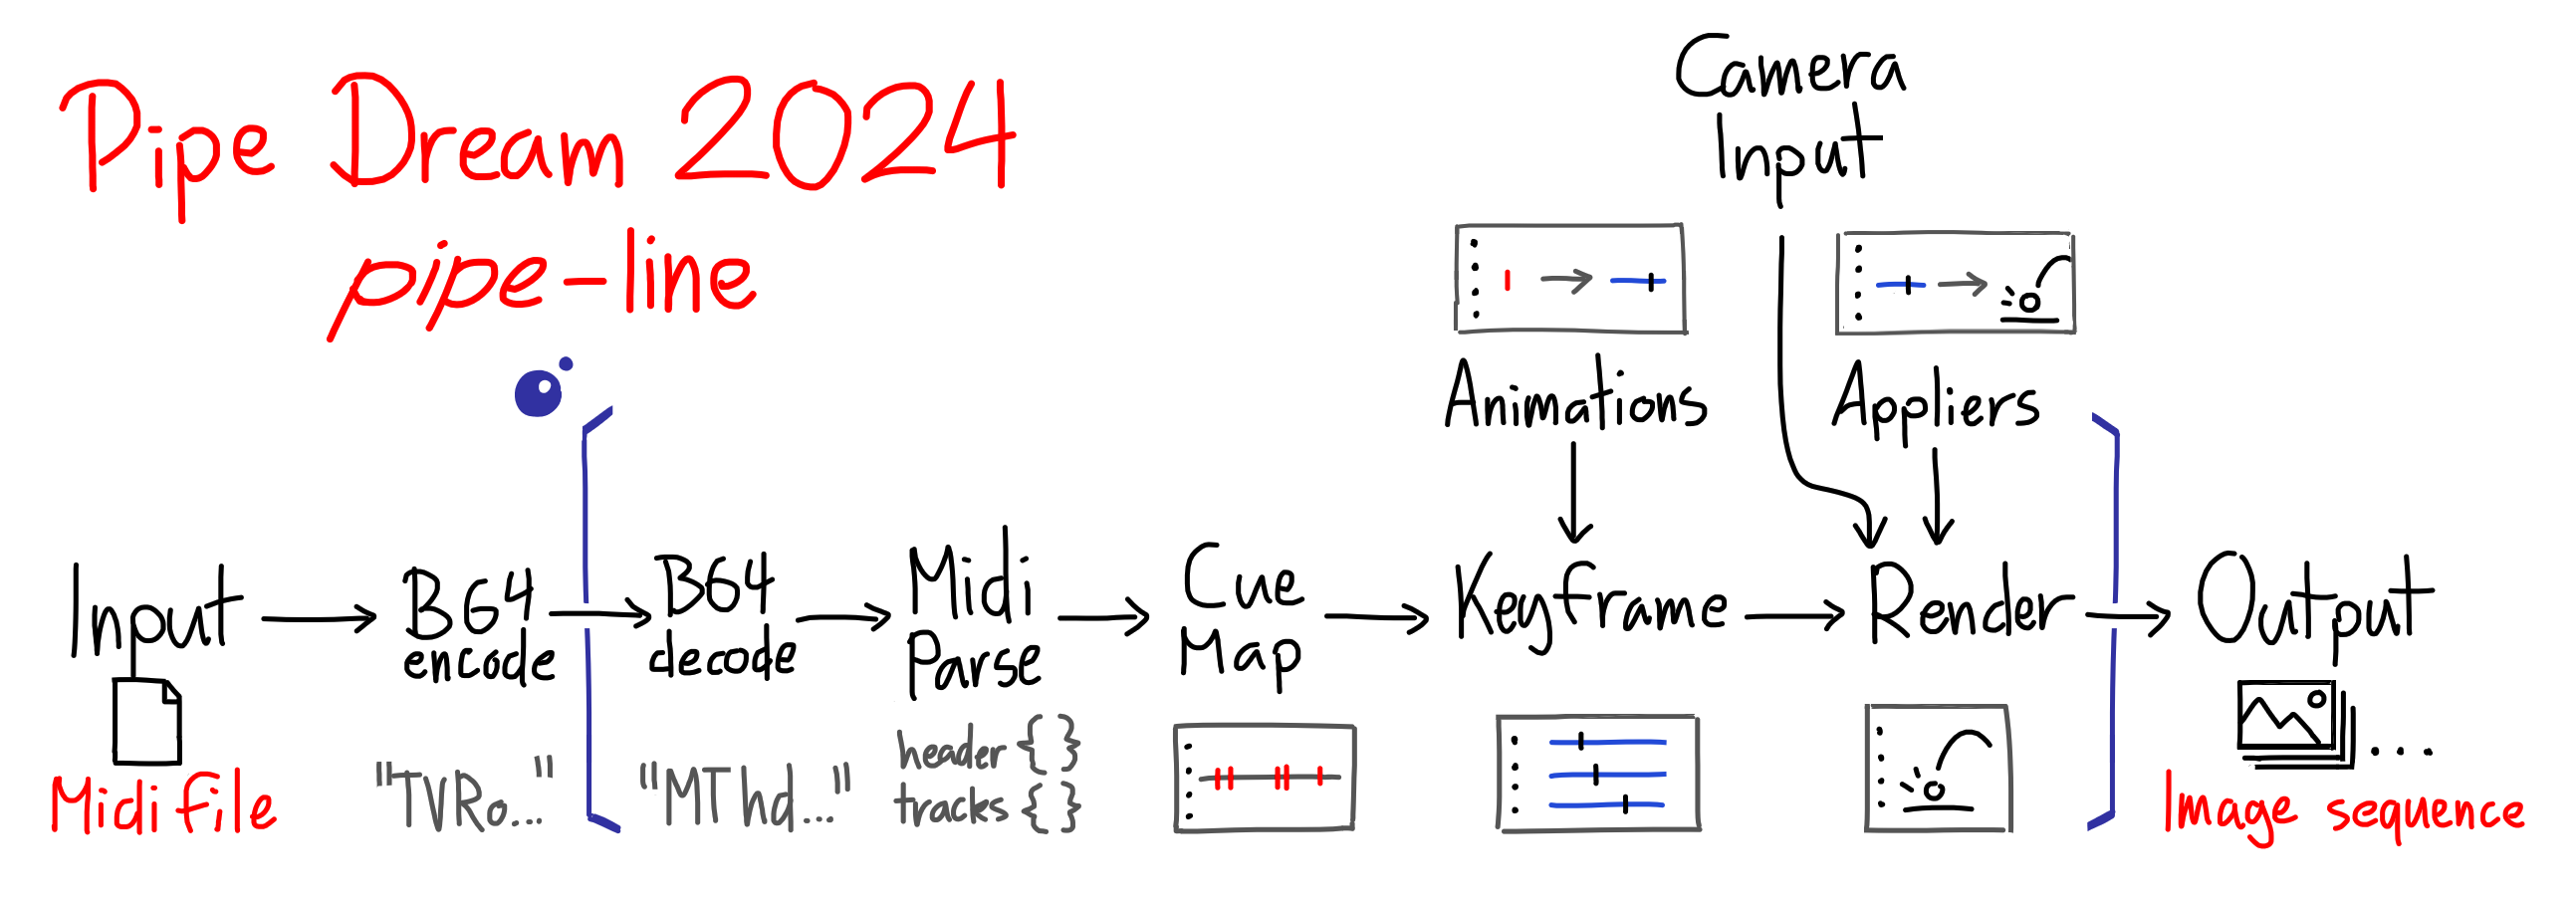 Pipe Dream 2024
pipe-line
Camera
Input
Animations
Appliers
Input
B64
encode
B64
decode
Midi
Parse
Cue
Map
Keyframe
Render
Output
Midi file
"TVRo..."
"MThd..."
header { }
tracks { }
...
Image sequence